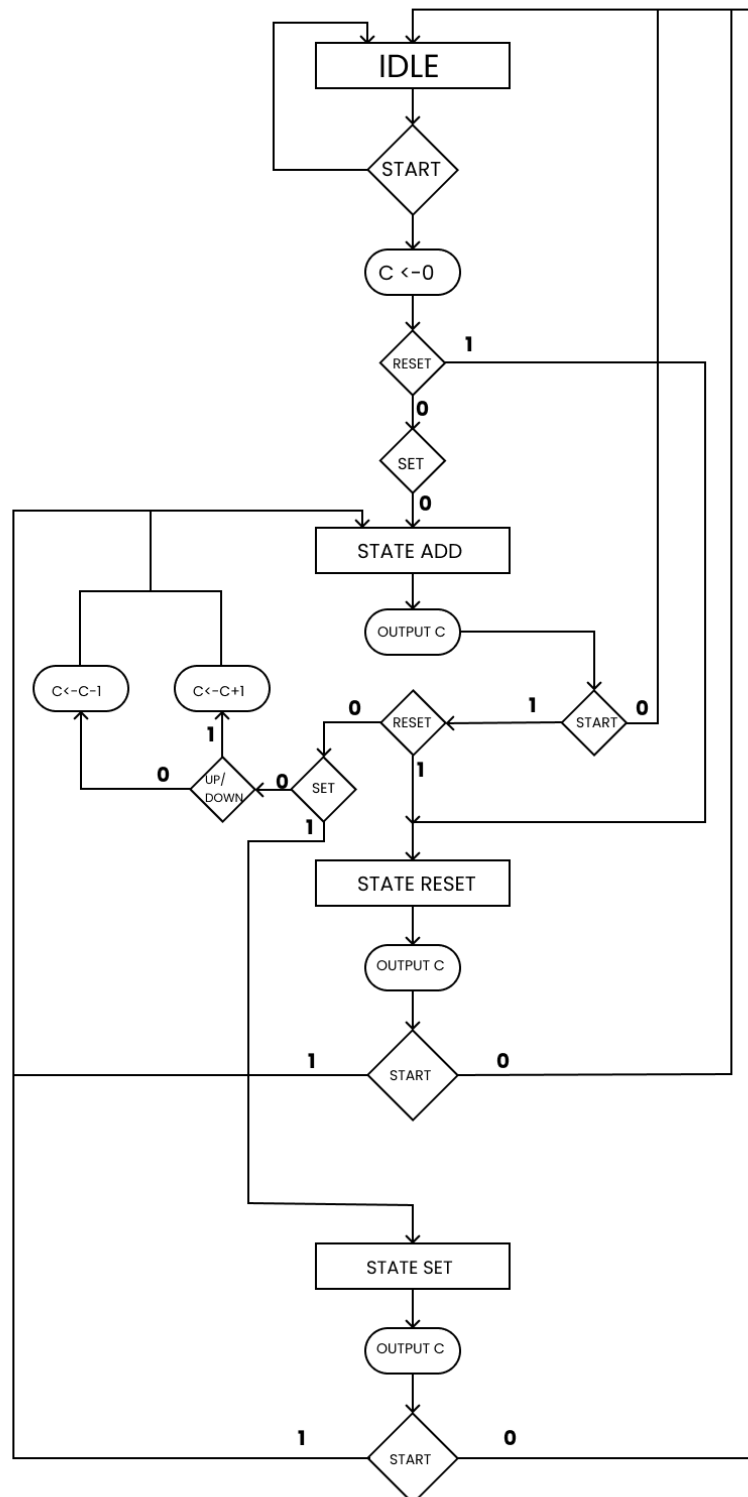 IDLE
START
C <-0
RESET
1
0
SET
0
STATE ADD
OUTPUT C
C<-C-1
C<-C+1
START
1
0
RESET
0
1
SET
0
1
UP/
DOWN
1
0
STATE RESET
OUTPUT C
START
1
0
STATE SET
OUTPUT C
START
1
0